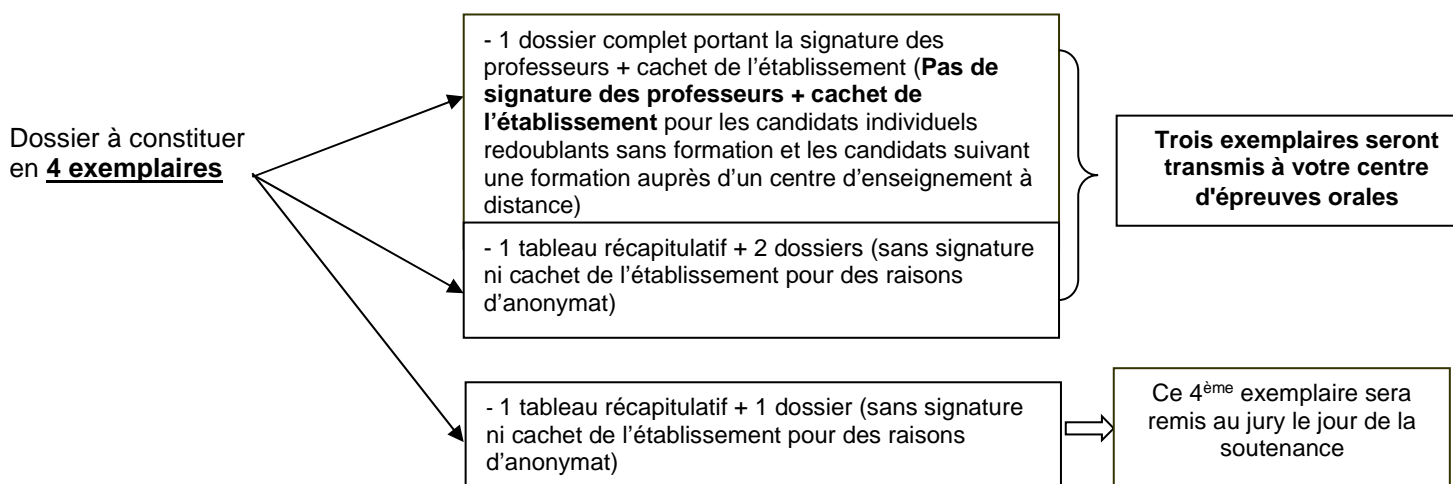 Dossier à constituer
en 4 exemplaires
- 1 dossier complet portant la signature des
professeurs + cachet de l’établissement (Pas de
signature des professeurs + cachet de
l’établissement pour les candidats individuels
redoublants sans formation et les candidats suivant
une formation auprès d’un centre d’enseignement à
distance)
- 1 tableau récapitulatif + 2 dossiers (sans signature
ni cachet de l’établissement pour des raisons
d’anonymat)
Trois exemplaires seront
transmis à votre centre
d'épreuves orales
- 1 tableau récapitulatif + 1 dossier (sans signature
ni cachet de l’établissement pour des raisons
d’anonymat)
Ce 4ème exemplaire sera
remis au jury le jour de la
soutenance